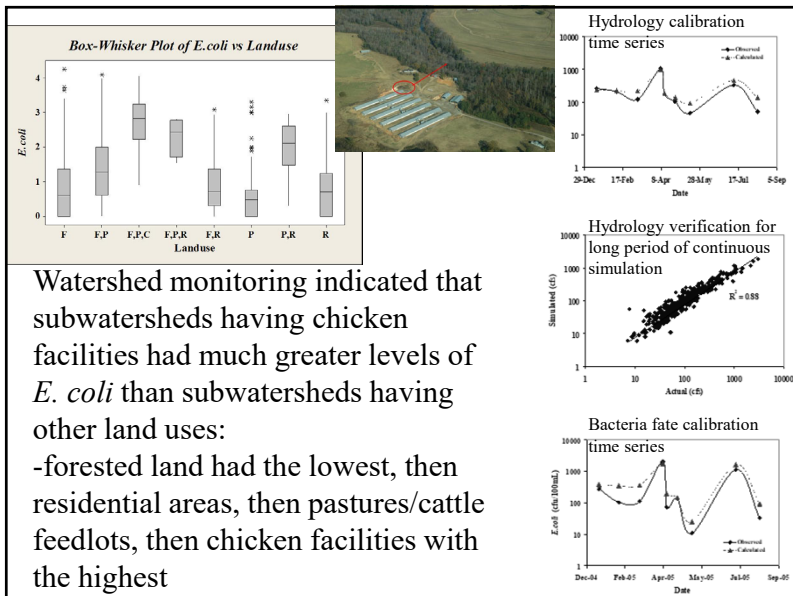 Box-Whisker Plot of E.coli vs Landuse
E.coli
4
3
2
1
0
F F,P F,P,C F,P,R F,R P P,R R
Landuse
Watershed monitoring indicated that
subwatersheds having chicken
facilities had much greater levels of
E. coli than subwatersheds having
other land uses:
-forested land had the lowest, then
residential areas, then pastures/cattle
feedlots, then chicken facilities with
the highest
Hydrology calibration
time series
10000
1000
100
10
1
Observed
Calculated
29-Dec 17-Feb 8-Apr 28-May 17-Jul 5-Sep
Date
Hydrology verification for
long period of continuous
simulation
Simulated (cfs)
10000
1000
100
10
1
R² = 0.88
1 10 100 1000 10000
Actual (cfs)
Bacteria fate calibration
time series
E.coli (cfu/100mL)
10000
1000
100
10
1
Observed
Calculated
Dec-04 Feb-05 Apr-05 May-05 Jul-05 Sep-05
Date